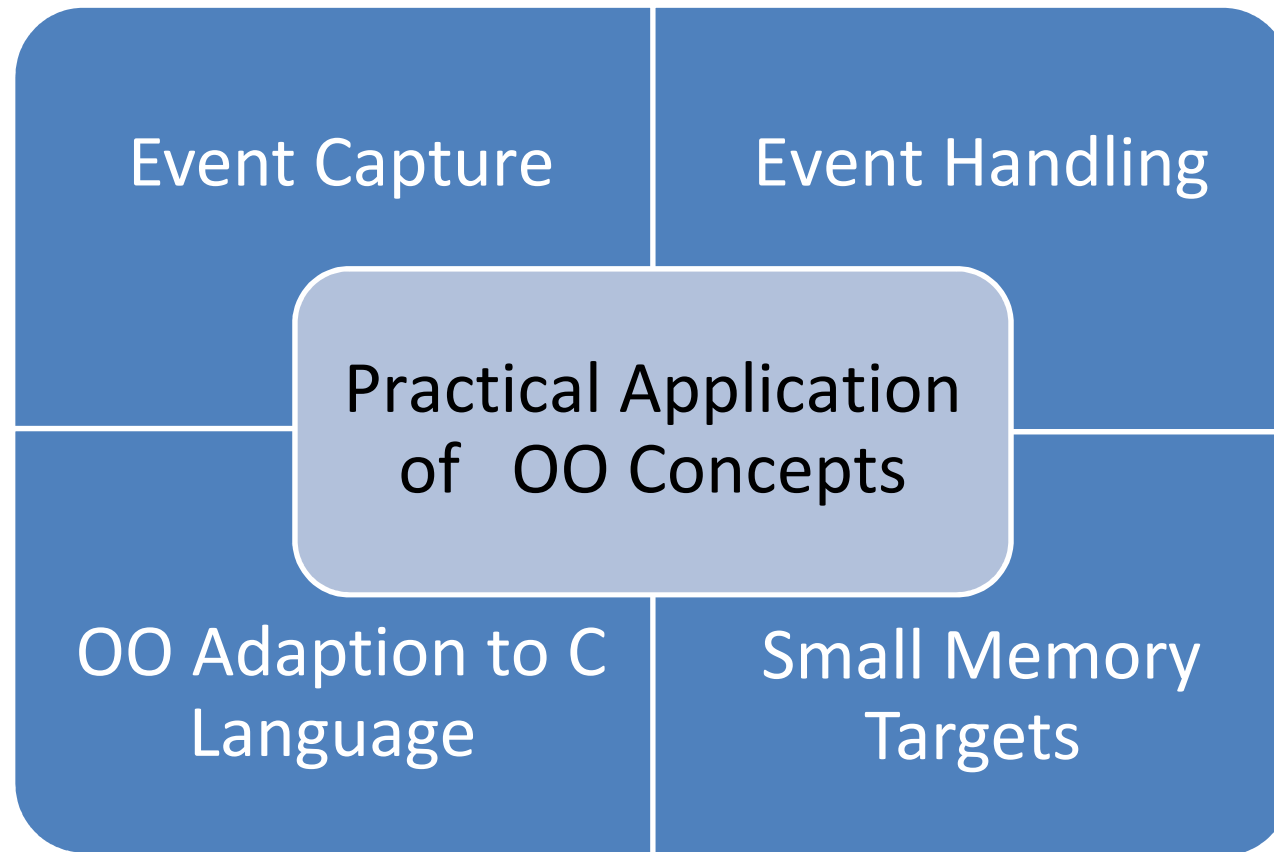 Event Capture
Event Handling
Practical Application
of OO Concepts
OO Adaption to C
Language
Small Memory
Targets